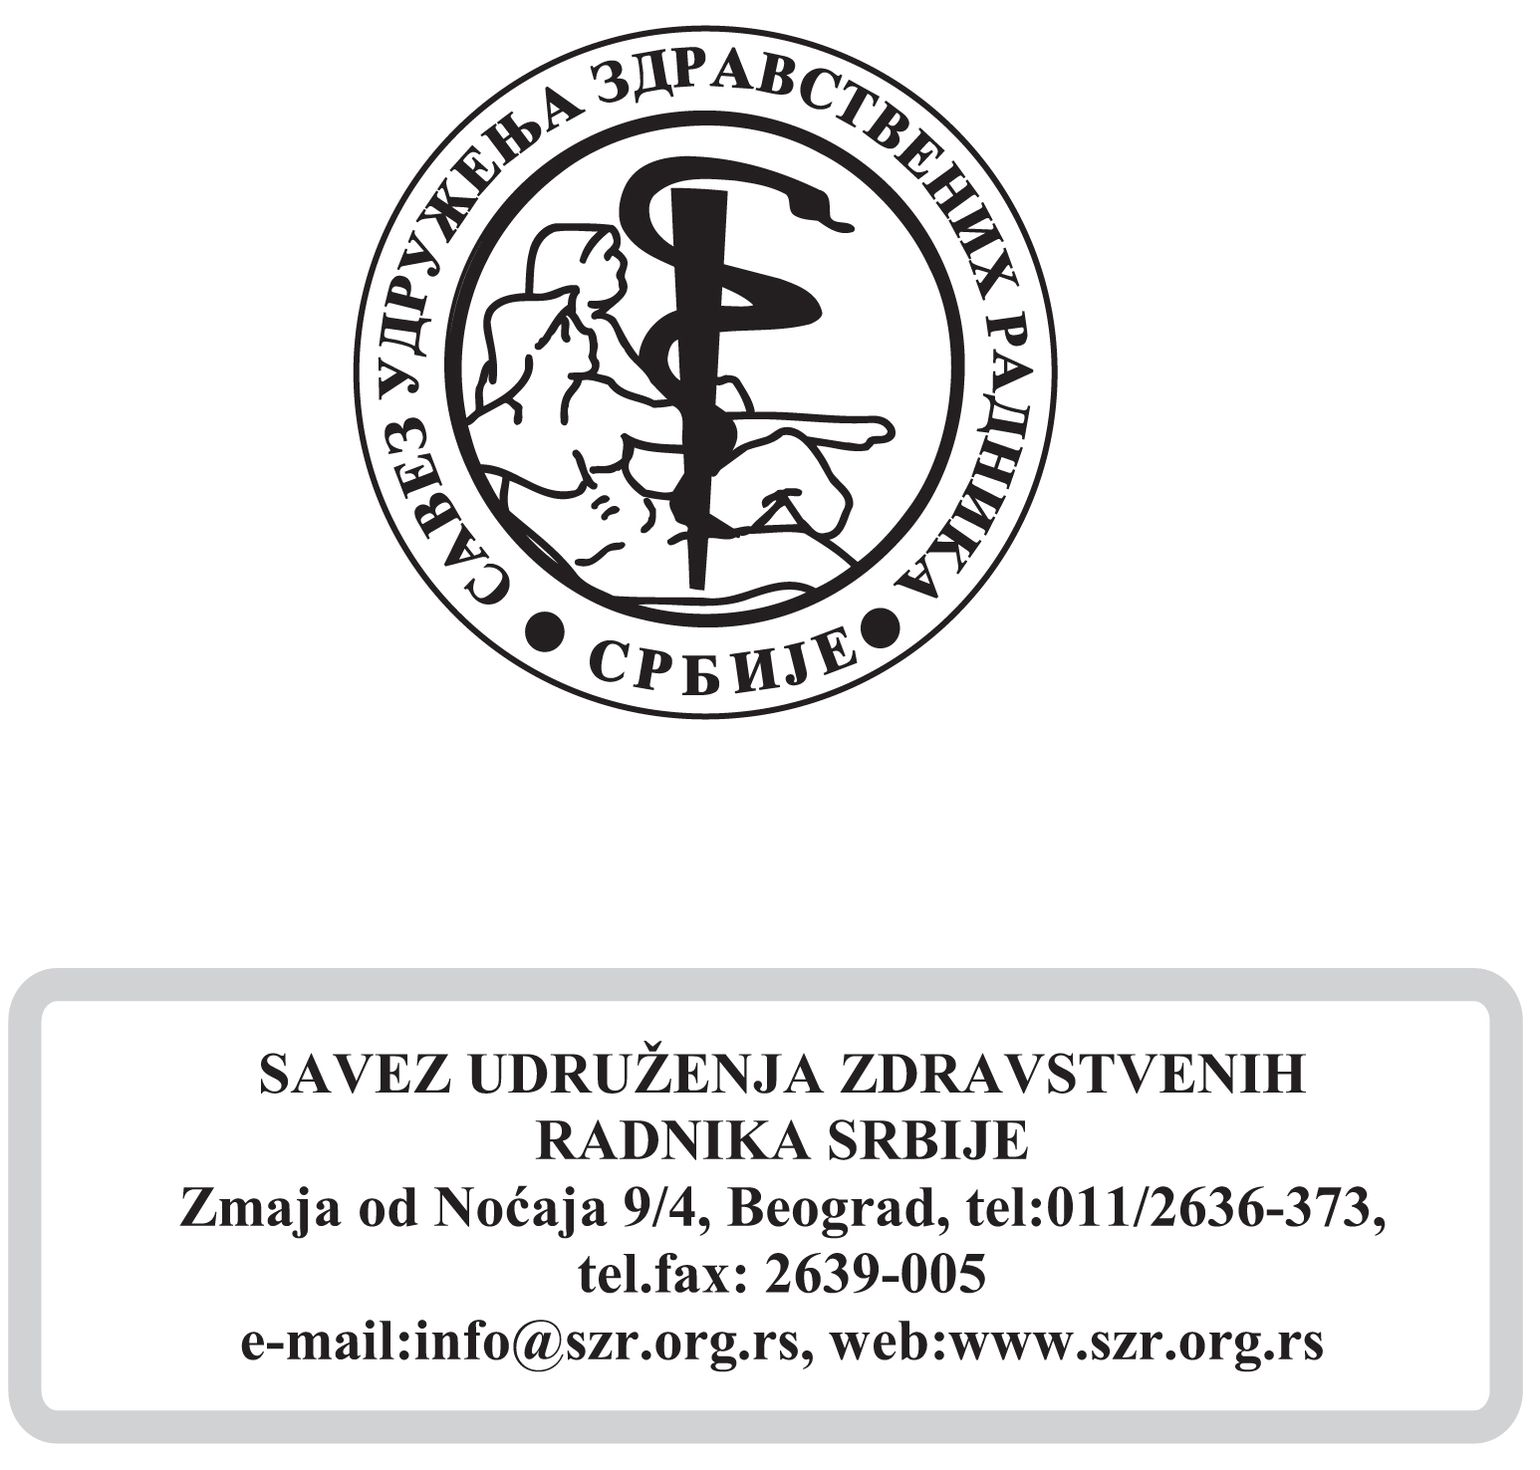 САВЕЗ УДРУЖЕЊА ЗДРАВСТВЕНИХ РАДНИКА
СРБИЈЕ
SAVEZ UDRUŽENJA ZDRAVSTVENIH
RADNIKA SRBIJE
Zmaja od Noćaja 9/4, Beograd, tel:011/2636-373,
tel.fax: 2639-005
e-mail:info@szr.org.rs, web:www.szr.org.rs